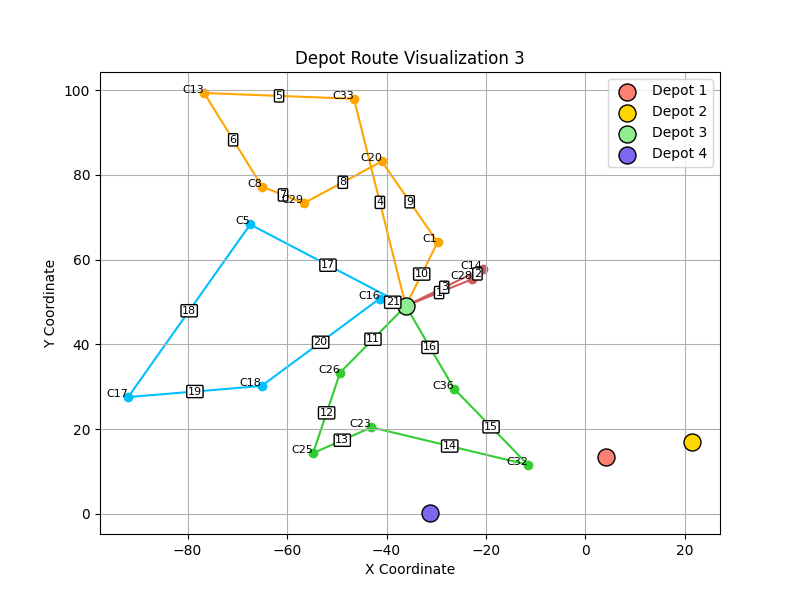 Depot Route Visualization 3
Depot 1
Depot 2
Depot 3
Depot 4
C13
5
C33
6
C20
8
C8
7
C29
4
9
C5
C1
17
10
C14
2
C28
3
1
C16
21
18
20
11
16
C26
C18
C36
C17
19
12
C23
15
13
14
C25
C32
100
80
60
40
20
0
−80
−60
−40
−20
0
20
Y Coordinate
X Coordinate